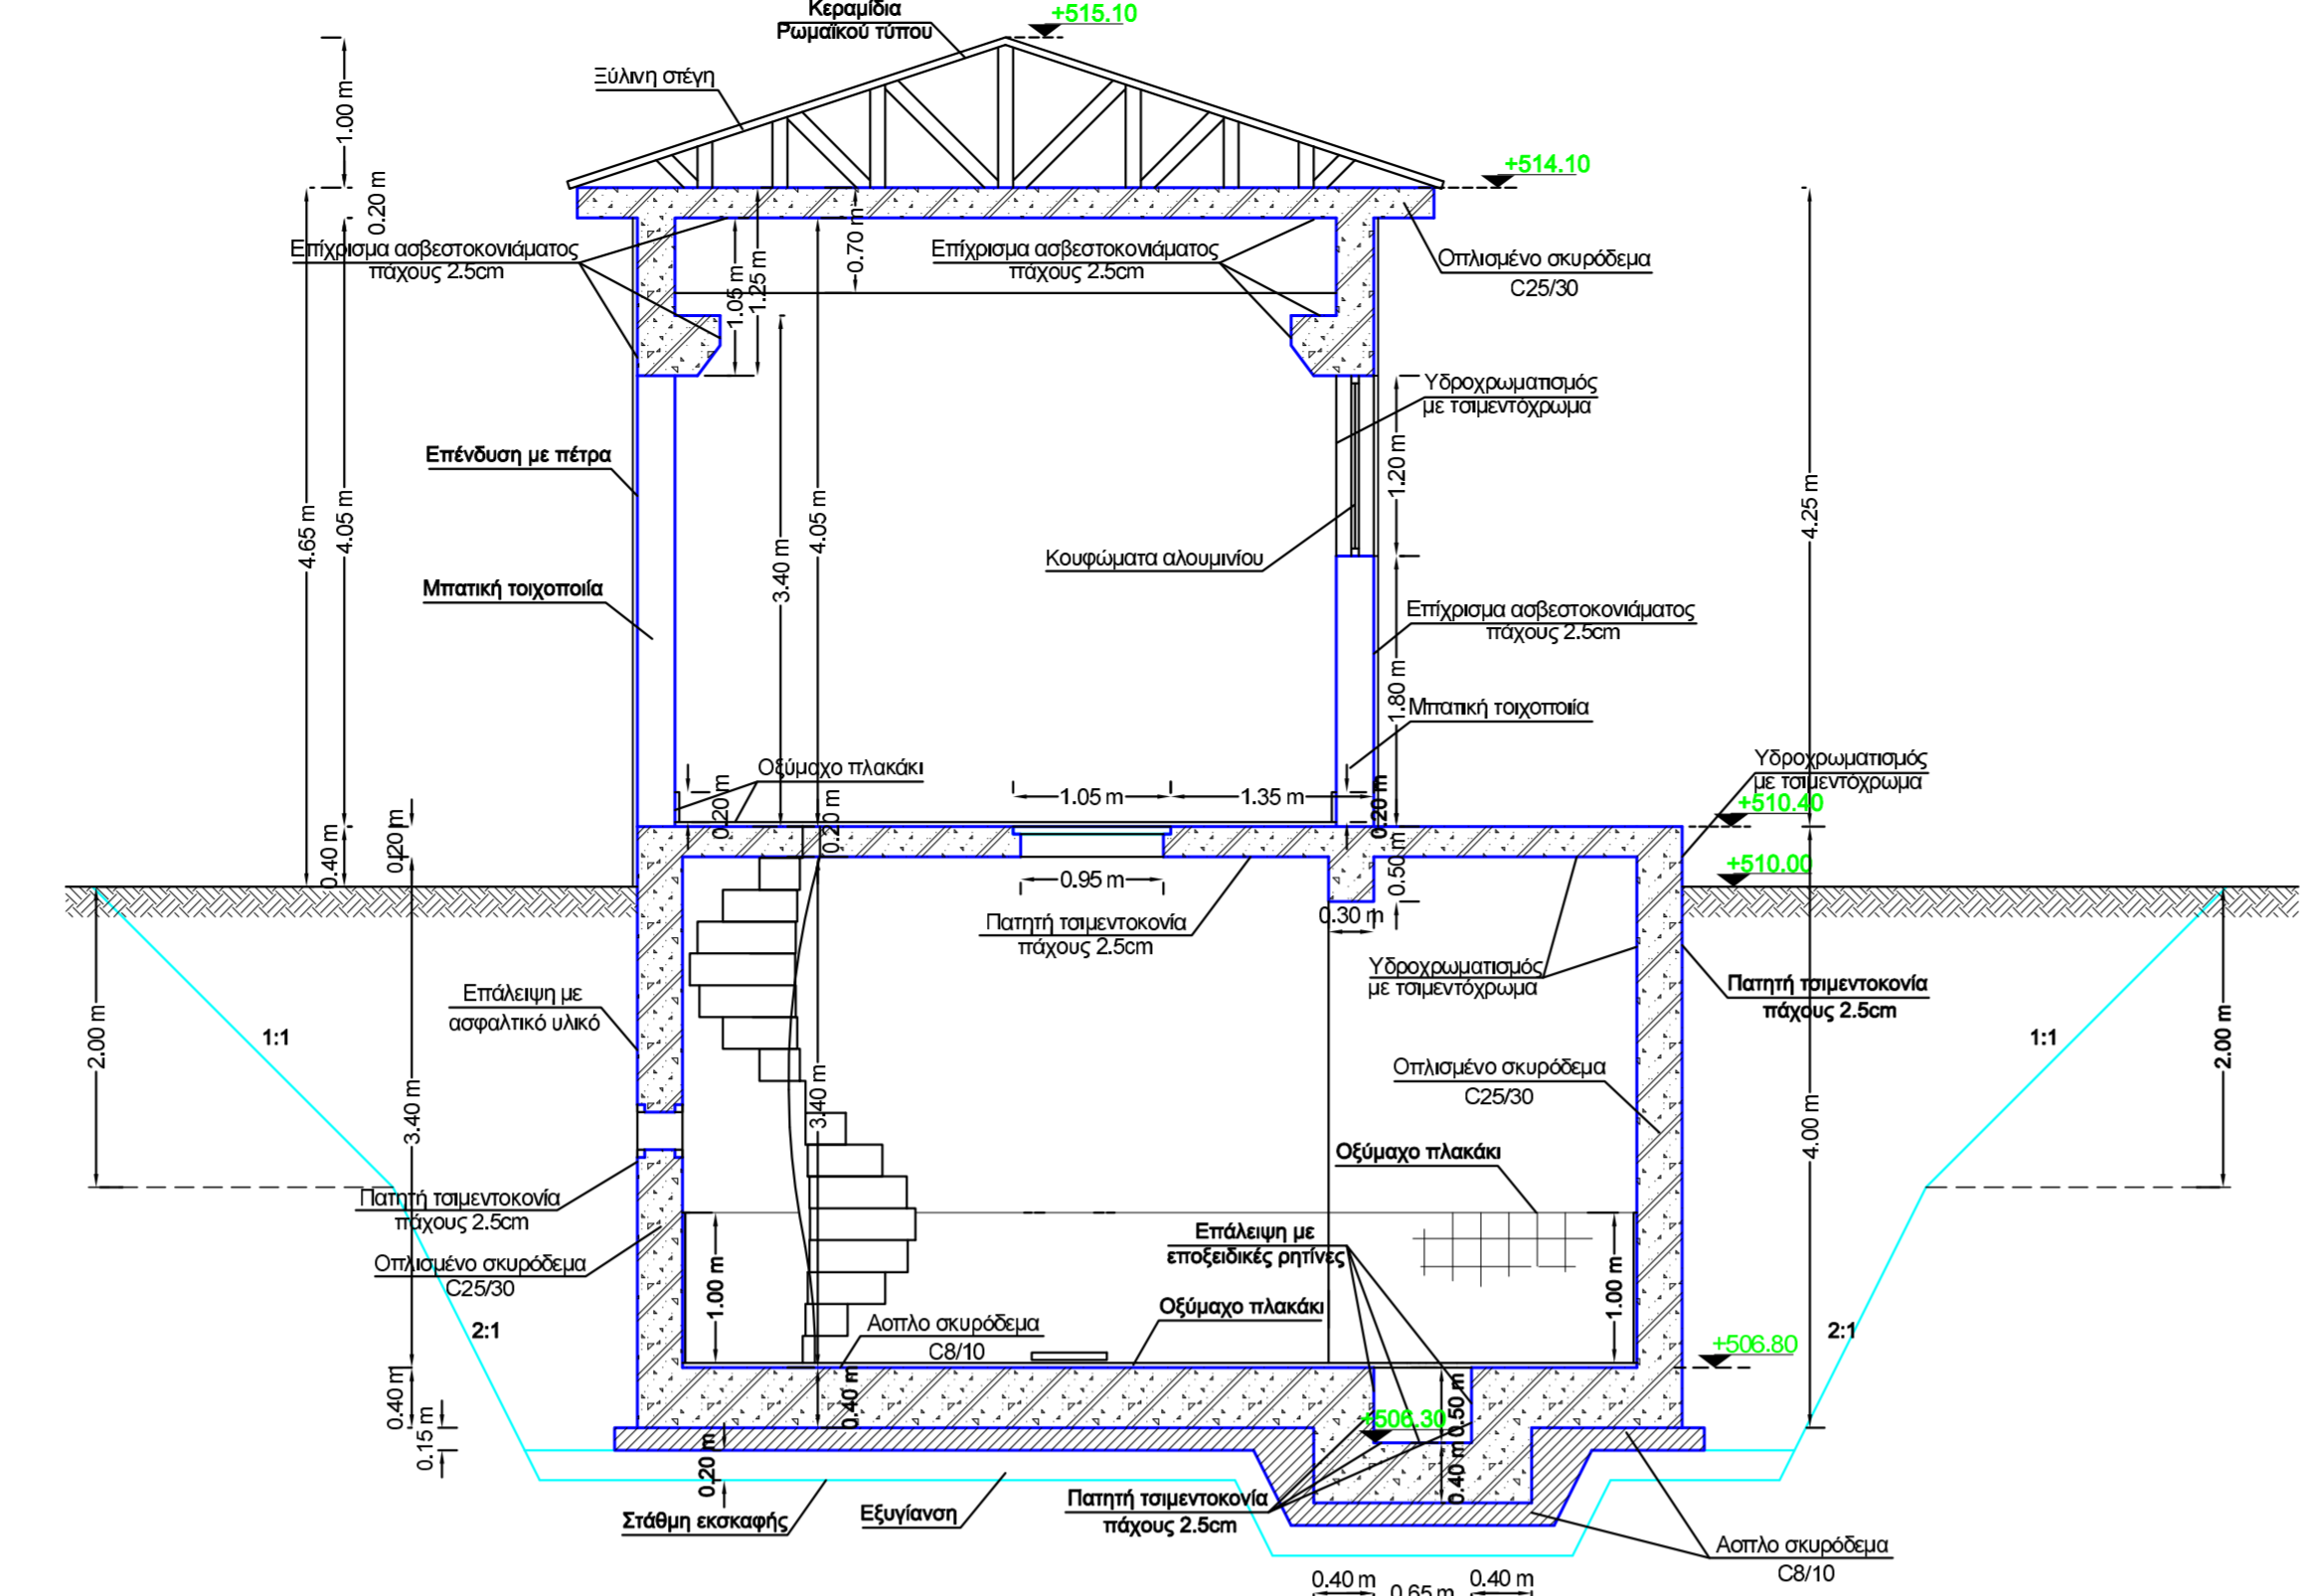 Κεραμίδια
Ρωμαϊκού τύπου
+515.10
Ξύλινη στέγη
1.00 m
+514.10
0.20 m
Επίχρισμα ασβεστοκονιάματος
πάχους 2.5cm
1.05 m
1.25 m
0.70 m
Επίχρισμα ασβεστοκονιάματος
πάχους 2.5cm
Οπλισμένο σκυρόδεμα
C25/30
Υδροχρωματισμός
με τσιμεντόχρωμα
Επένδυση με πέτρα
1.20 m
4.65 m
4.05 m
3.40 m
4.05 m
4.25 m
Κουφώματα αλουμινίου
Μπατική τοιχοποιία
Επίχρισμα ασβεστοκονιάματος
πάχους 2.5cm
1.80 m
Μπατική τοιχοποιία
Οξύμαχο πλακάκι
Υδροχρωματισμός
με τσιμεντόχρωμα
0.20 m
0.20 m
1.05 m
1.35 m
0.20 m
+510.40
0.40 m
0.20 m
0.50 m
+510.00
0.95 m
0.30 m
Πατητή τσιμεντοκονία
πάχους 2.5cm
Υδροχρωματισμός
με τσιμεντόχρωμα
Πατητή τσιμεντοκονία
πάχους 2.5cm
Επάλειψη με
ασφαλτικό υλικό
2.00 m
1:1
1:1
2.00 m
3.40 m
3.40 m
Οπλισμένο σκυρόδεμα
C25/30
4.00 m
Οξύμαχο πλακάκι
Πατητή τσιμεντοκονία
πάχους 2.5cm
Επάλειψη με
εποξειδικές ρητίνες
Οπλισμένο σκυρόδεμα
C25/30
1.00 m
1.00 m
Οξύμαχο πλακάκι
2:1
Αοπλο σκυρόδεμα
C8/10
2:1
+506.80
0.40 m
0.15 m
0.40 m
0.50 m
+506.30
0.20 m
0.40 m
Στάθμη εκσκαφής
Εξυγίανση
Πατητή τσιμεντοκονία
πάχους 2.5cm
Αοπλο σκυρόδεμα
C8/10
0.40 m
0.65 m
0.40 m